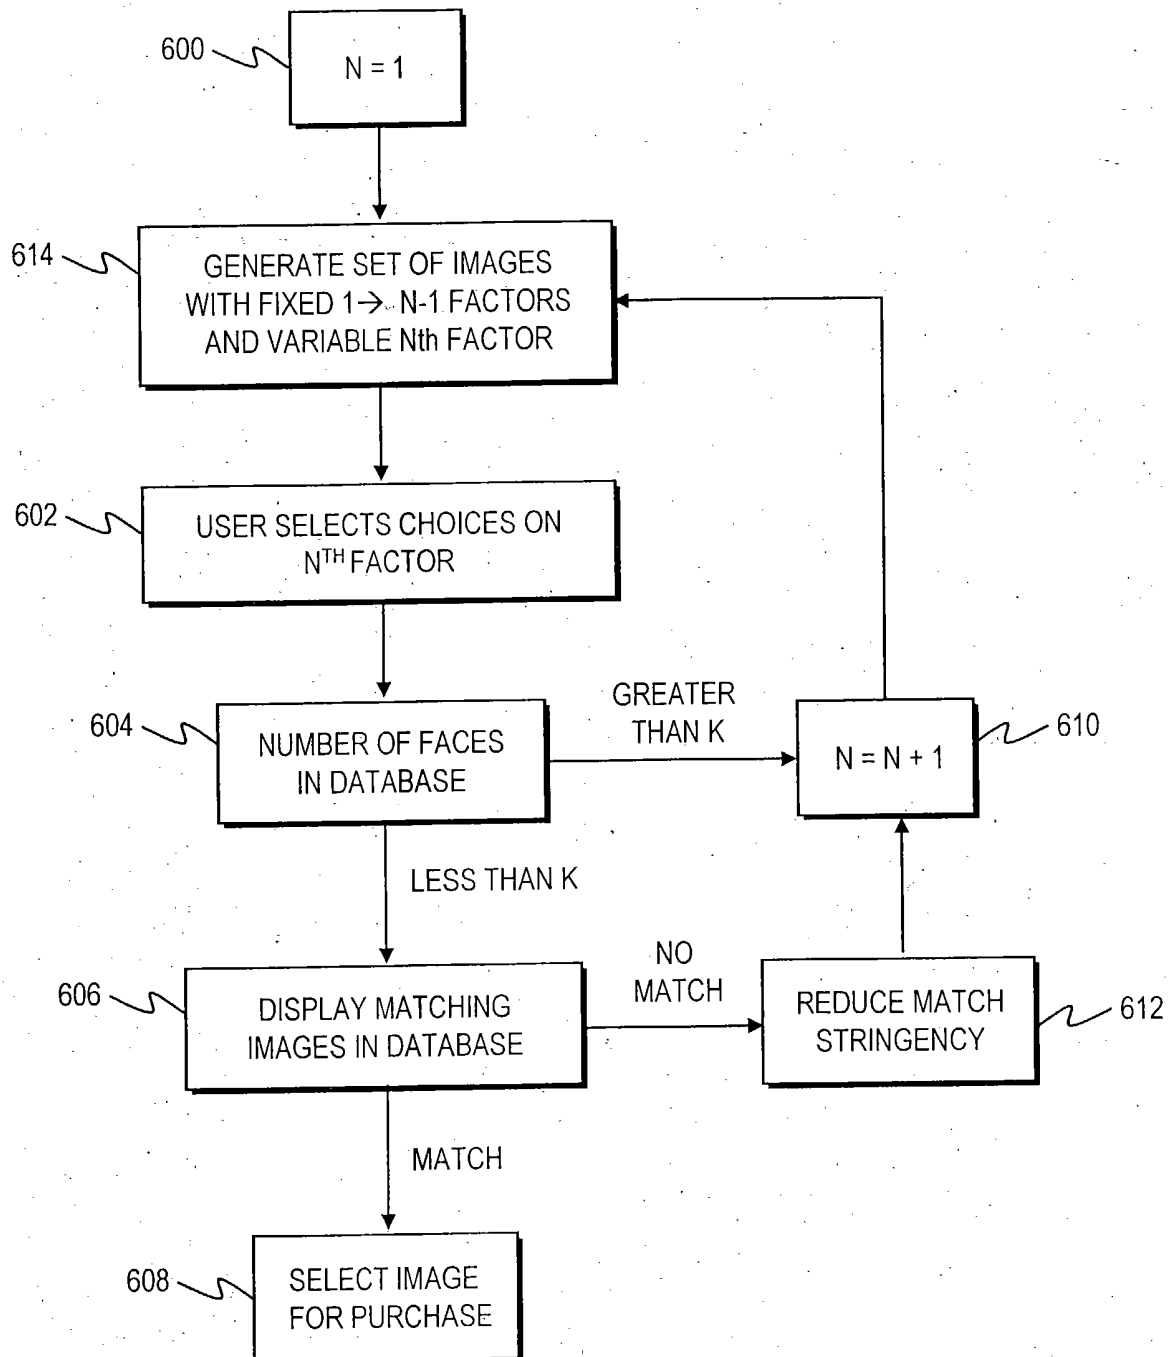 600
N = 1
614
GENERATE SET OF IMAGES
WITH FIXED 1→ N-1 FACTORS
AND VARIABLE Nth FACTOR
602
USER SELECTS CHOICES ON
NTH FACTOR
604
NUMBER OF FACES
IN DATABASE
GREATER
THAN K
N = N + 1
610
LESS THAN K
606
DISPLAY MATCHING
IMAGES IN DATABASE
NO
MATCH
REDUCE MATCH
STRINGENCY
612
MATCH
608
SELECT IMAGE
FOR PURCHASE